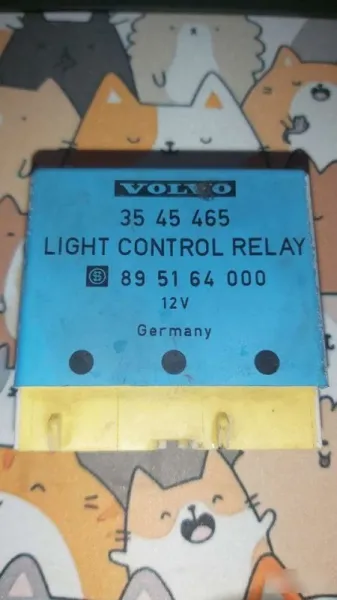 VOLVO
35 45 465
LIGHT CONTROL RELAY
89 51 64 000
12V
Germany